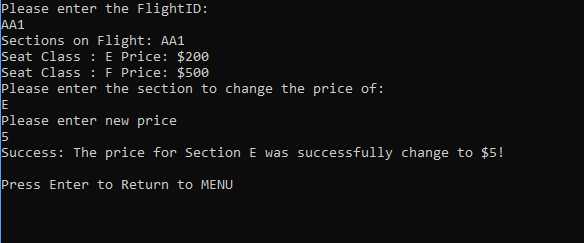 Please enter the FlightID:
AA1
Sections on Flight: AA1
Seat Class : E Price: $200
Seat Class : F Price: $500
Please enter the section to change the price of:
E
Please enter new price
5
Success: The price for Section E was successfully change to $5!
Press Enter to Return to MENU